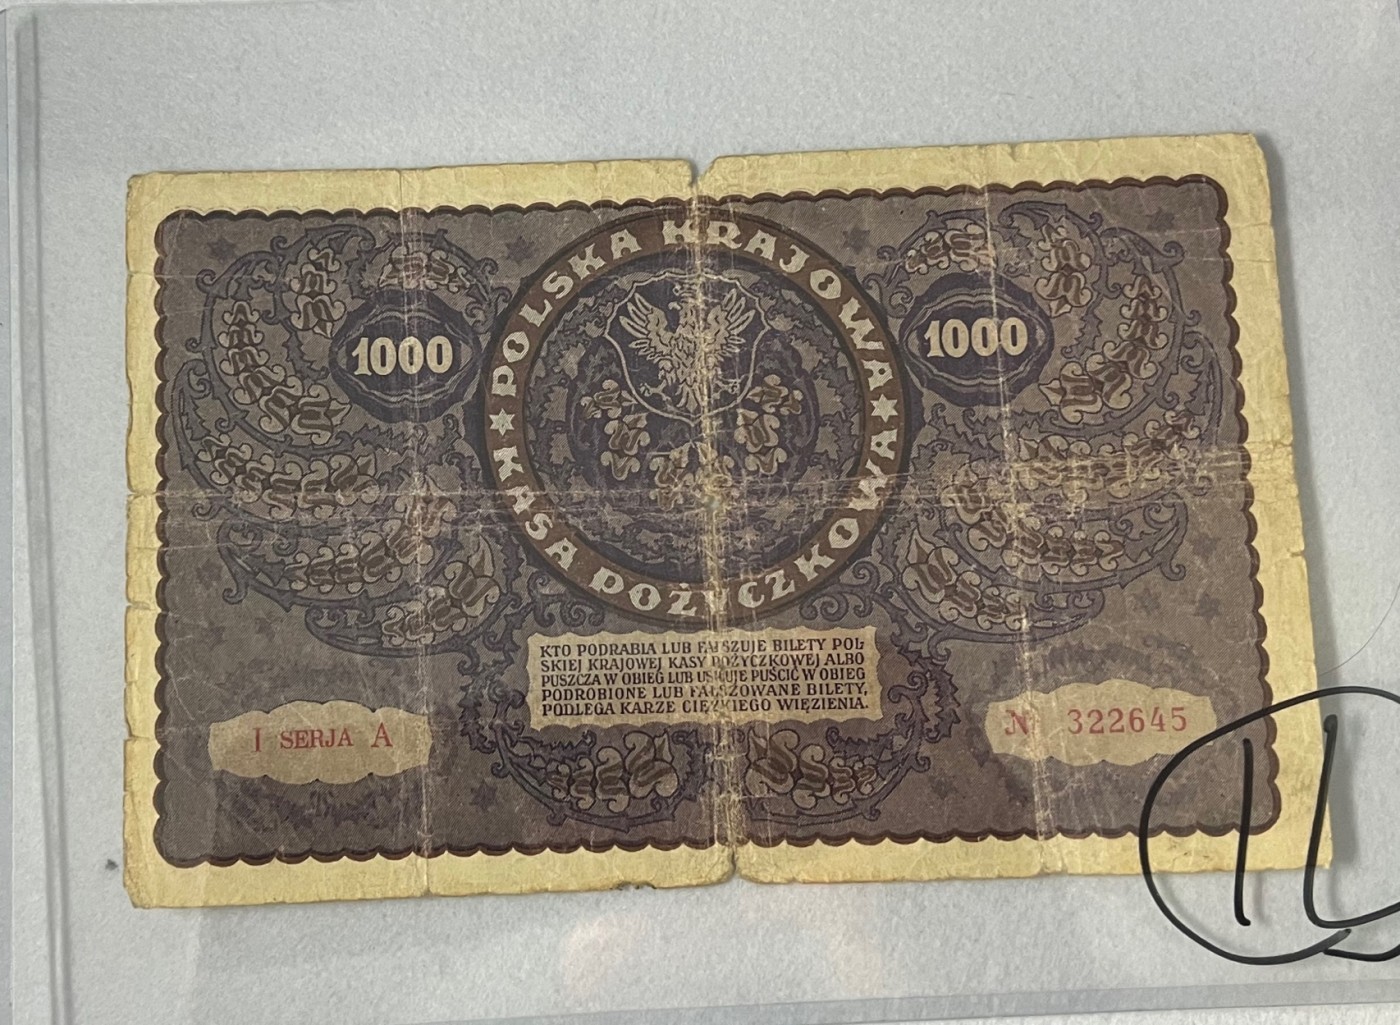 POLSKA KRAJOWA
KASA POŻYCZKOWA
1000
1000
KTO PODRABIA LUB FAŁSZUJE BILETY POL-
SKIEJ KRAJOWEJ KASY POŻYCZKOWEJ ALBO
PUSZCZA W OBIEG LUB USIŁUJE PUŚCIĆ W OBIEG
PODROBIONE LUB FAŁSZOWANE BILETY,
PODLEGA KARZE CIĘŻKIEGO WIĘZIENIA.
I SERJA A
N 322645